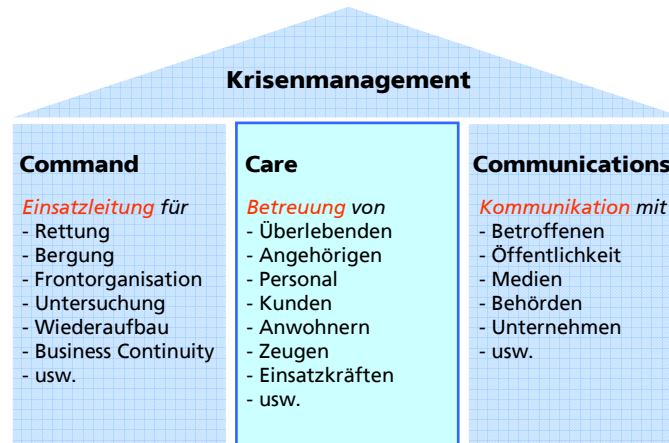 Krisenmanagement
Command
Einsatzleitung für
- Rettung
- Bergung
- Frontorganisation
- Untersuchung
- Wiederaufbau
- Business Continuity
- usw.
Care
Betreuung von
- Überlebenden
- Angehörigen
- Personal
- Kunden
- Anwohnern
- Zeugen
- Einsatzkräften
- usw.
Communications
Kommunikation mit
- Betroffenen
- Öffentlichkeit
- Medien
- Behörden
- Unternehmen
- usw.